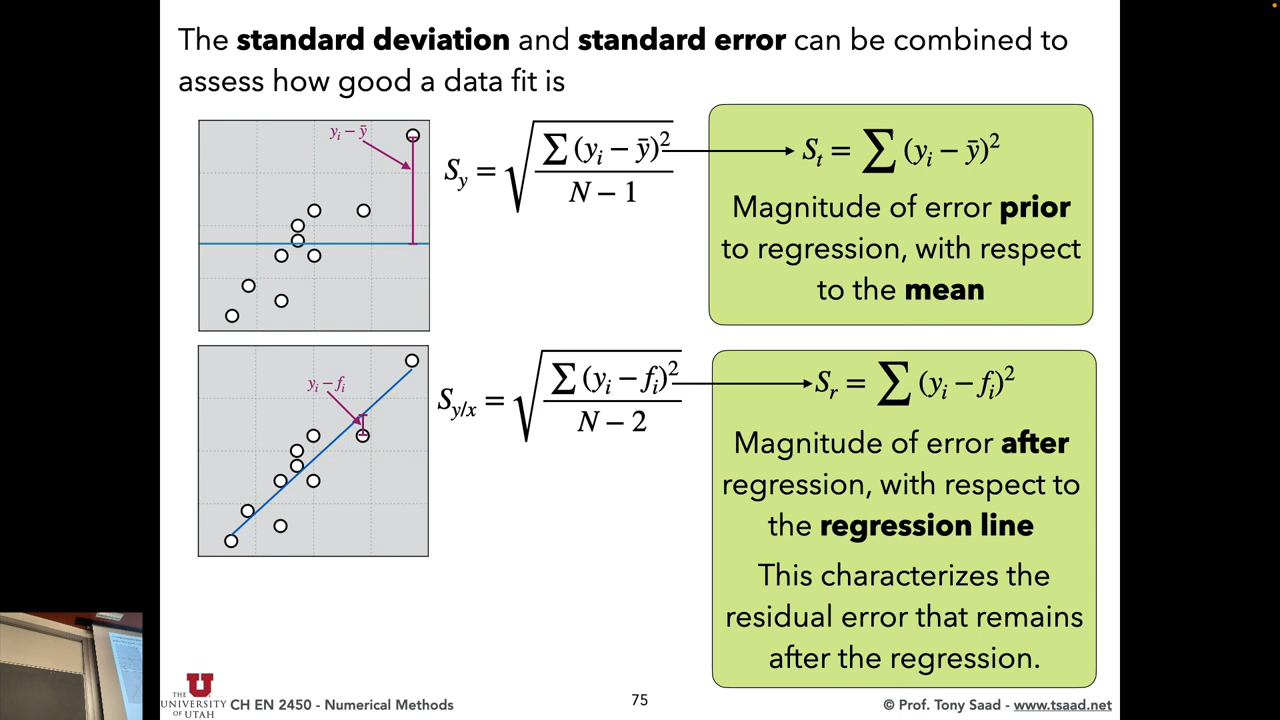 The standard deviation and standard error can be combined to
assess how good a data fit is
yᵢ − ȳ
S_y = √(∑(yᵢ − ȳ)² / (N − 1))
S_t = ∑(yᵢ − ȳ)²
Magnitude of error prior
to regression, with respect
to the mean
yᵢ − fᵢ
S_y/x = √(∑(yᵢ − fᵢ)² / (N − 2))
S_r = ∑(yᵢ − fᵢ)²
Magnitude of error after
regression, with respect to
the regression line
This characterizes the
residual error that remains
after the regression.
U
THE
UNIVERSITY
OF UTAH
CH EN 2450 - Numerical Methods
75
© Prof. Tony Saad - www.tsaad.net